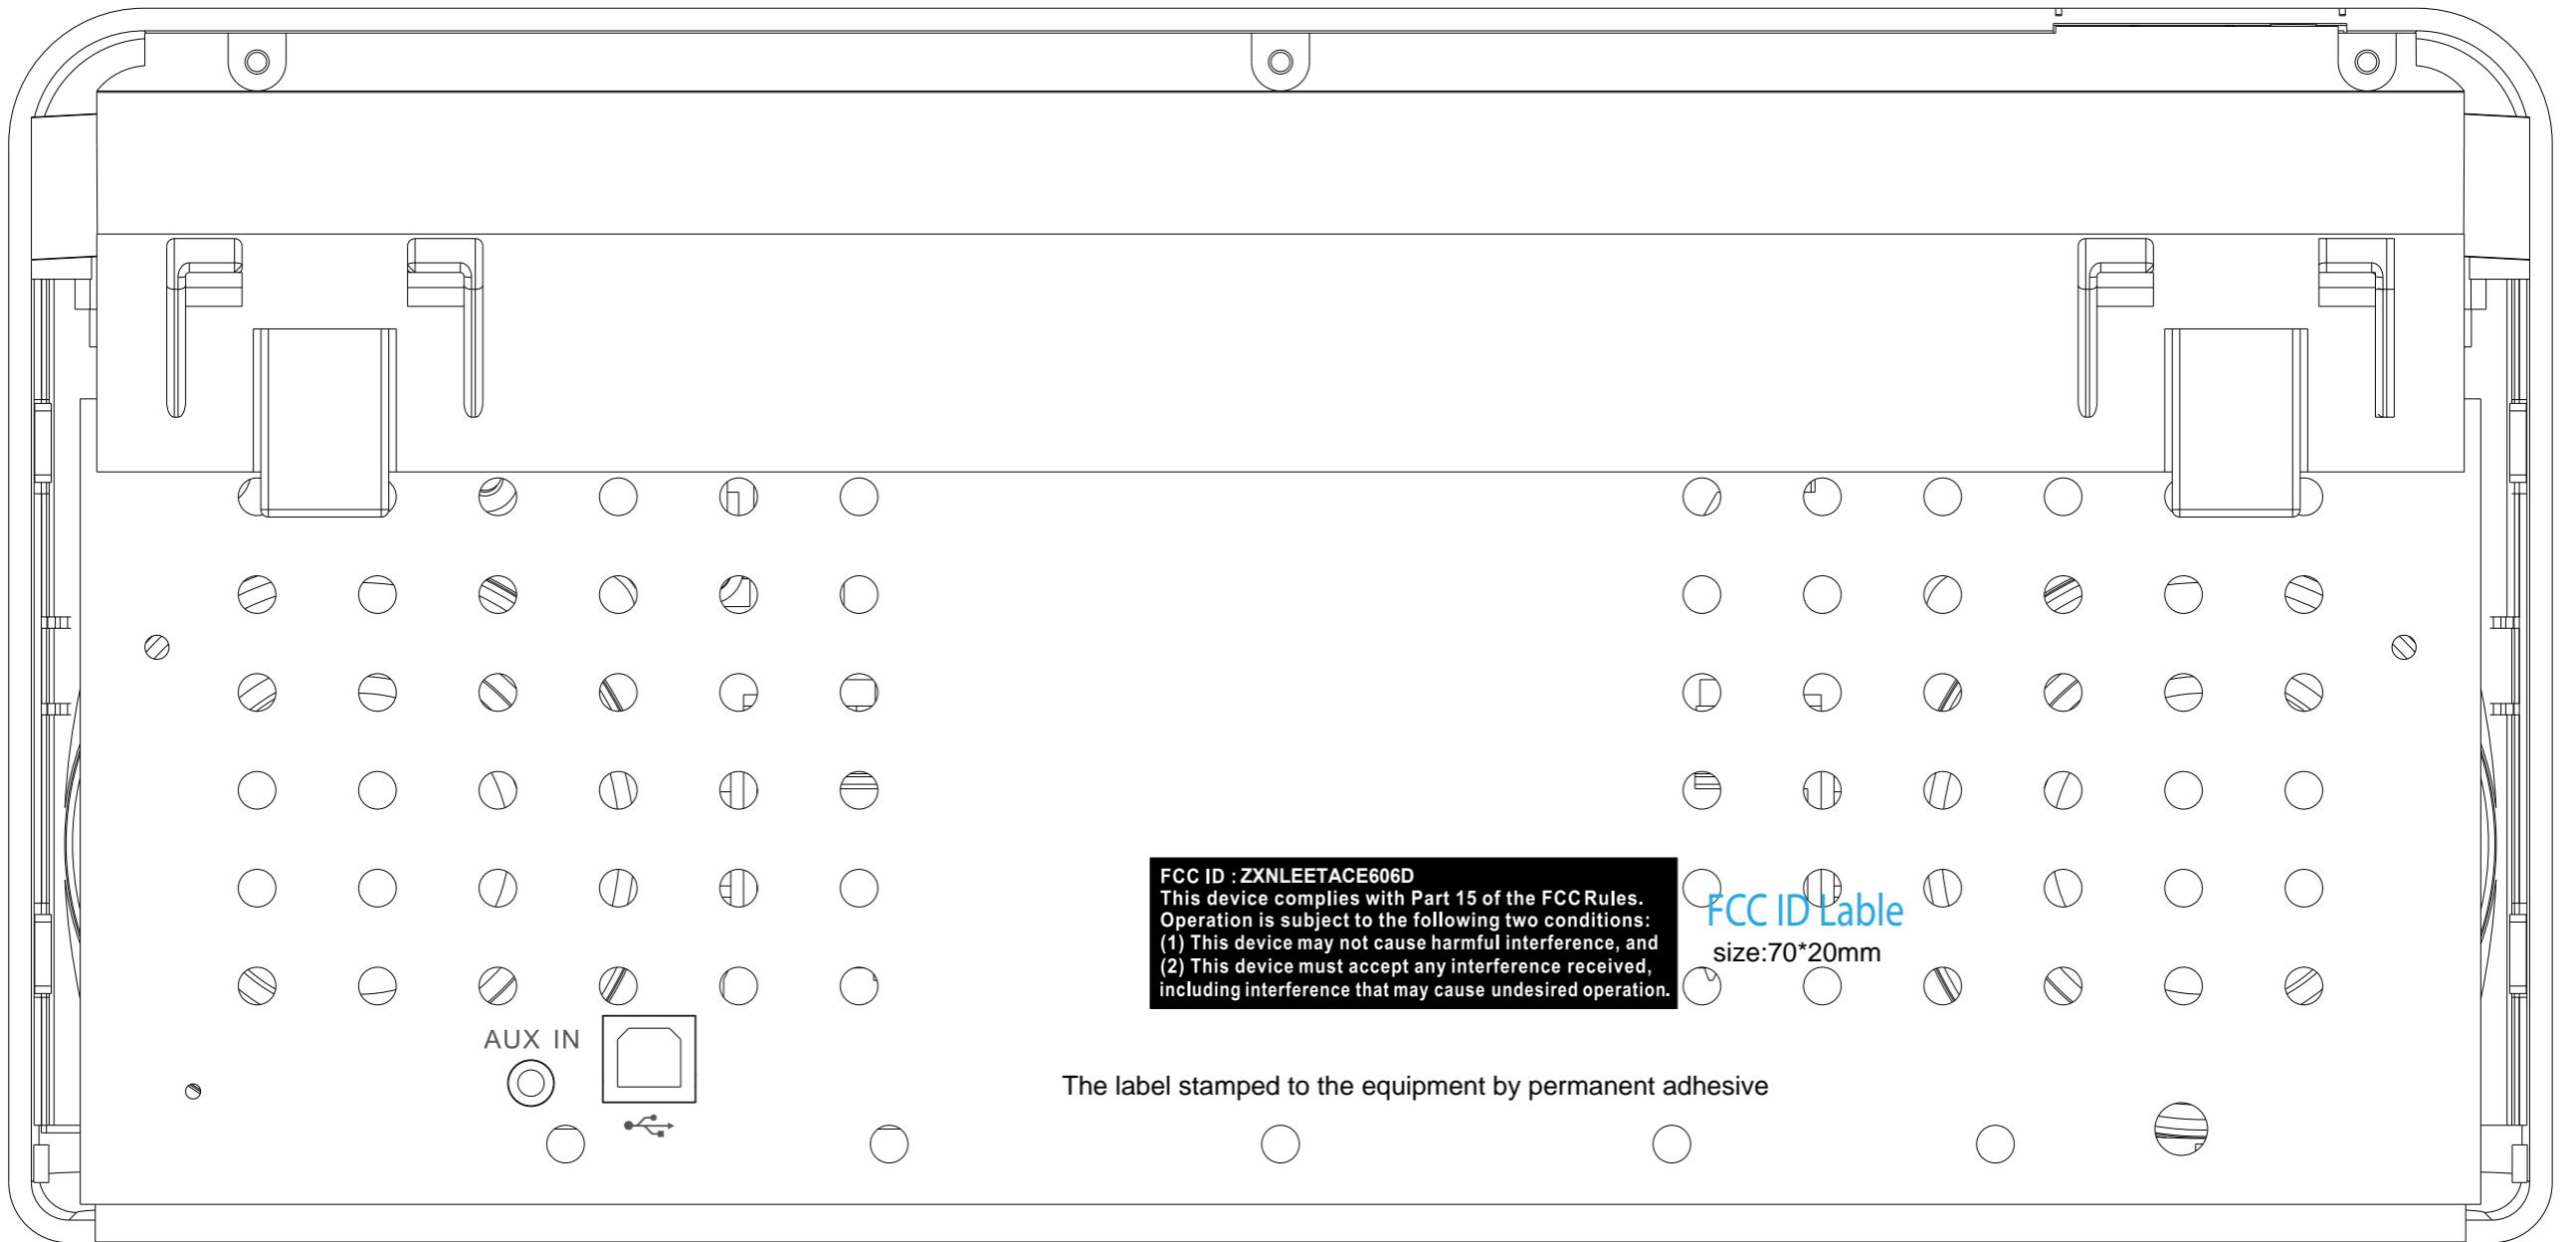 FCC ID : ZXNLEETACE606D
This device complies with Part 15 of the FCC Rules.
Operation is subject to the following two conditions:
(1) This device may not cause harmful interference, and
(2) This device must accept any interference received,
including interference that may cause undesired operation.
FCC ID Lable
size:70*20mm
AUX IN
The label stamped to the equipment by permanent adhesive